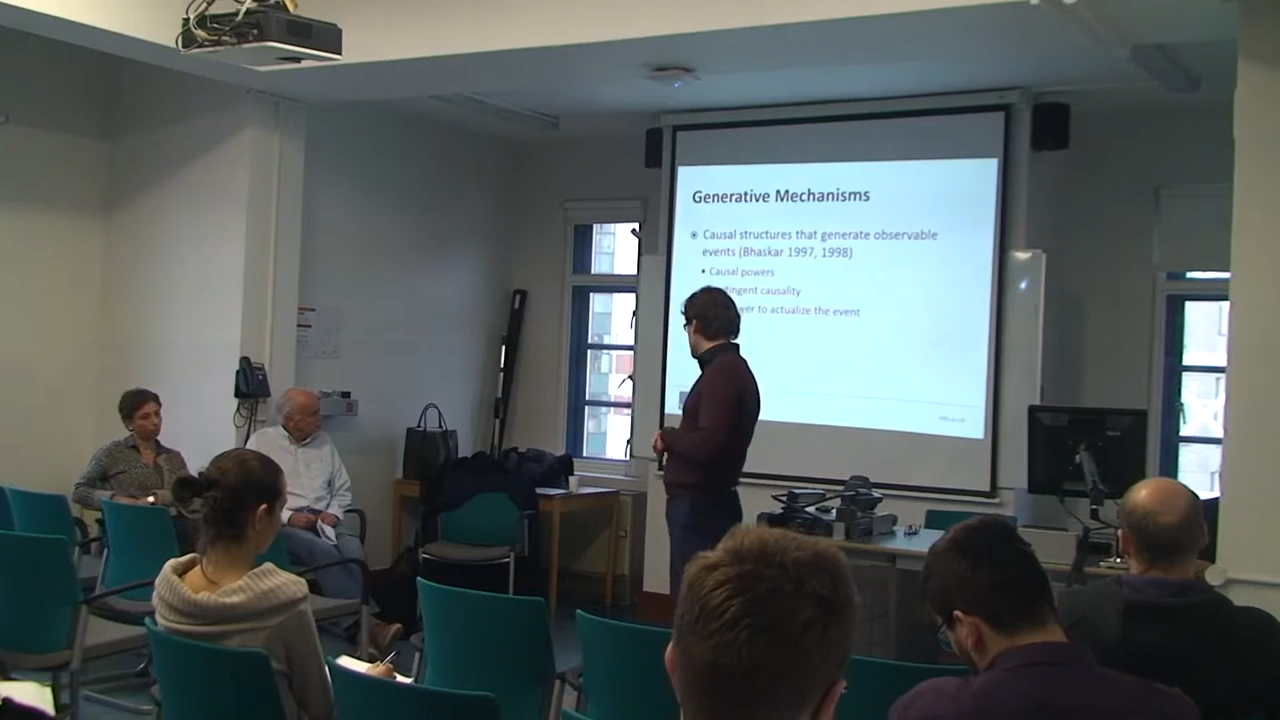 Generative Mechanisms
Causal structures that generate observable
events (Bhaskar 1997, 1998)
• Causal powers
tingent causality
wer to actualize the event